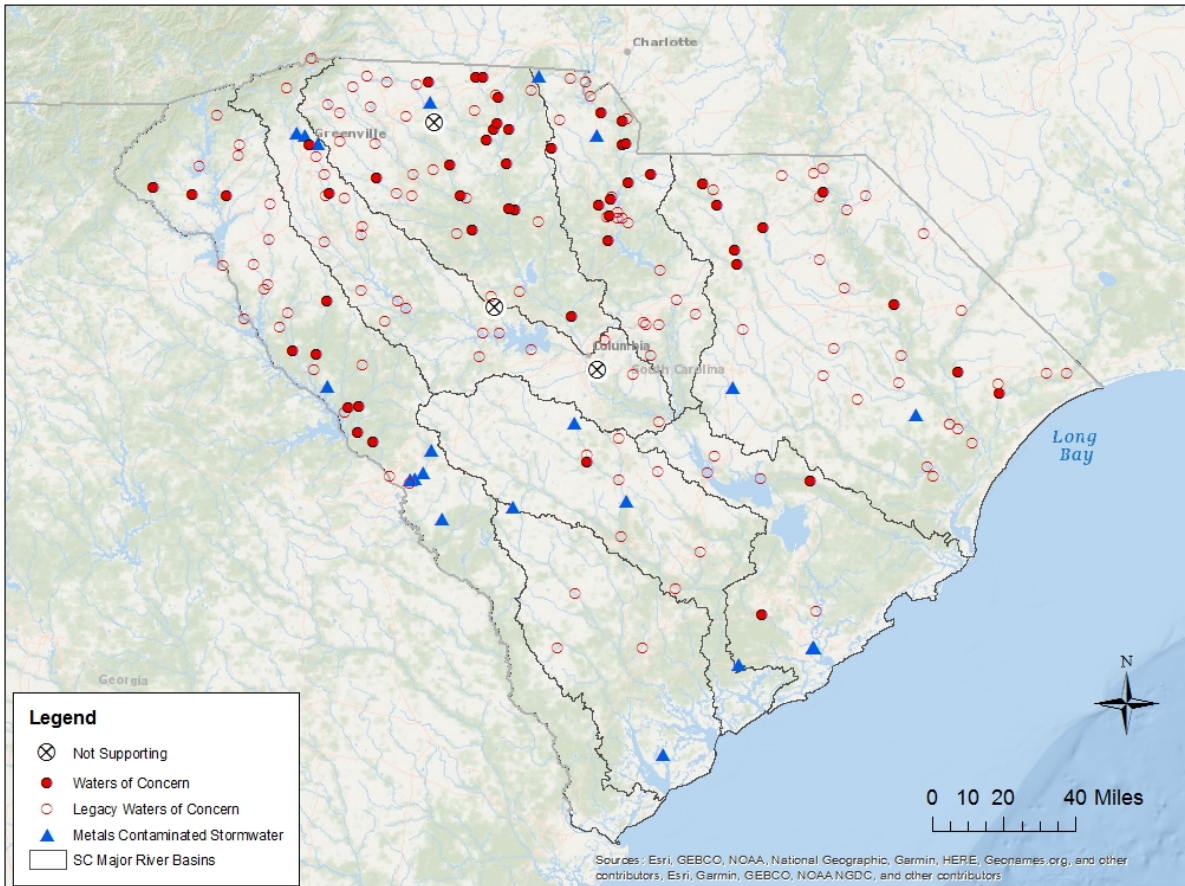 Charlotte
Greenville
Columbia
South Carolina
Long
Bay
Georgia
N
Legend
Not Supporting
Waters of Concern
Legacy Waters of Concern
Metals Contaminated Stormwater
SC Major River Basins
0 10 20 40 Miles
Sources: Esri, GEBCO, NOAA, National Geographic, Garmin, HERE, Geonames.org, and other
contributors, Esri, Garmin, GEBCO, NOAA NGDC, and other contributors